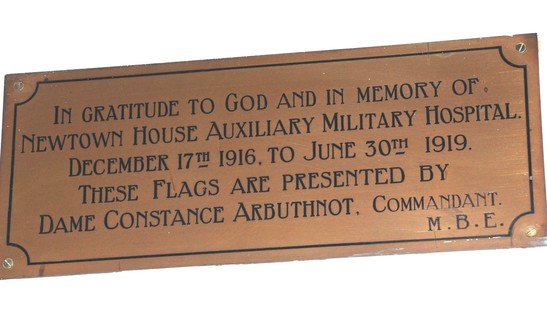 IN GRATITUDE TO GOD AND IN MEMORY OF
NEWTOWN HOUSE AUXILIARY MILITARY HOSPITAL.
DECEMBER 17TH 1916. TO JUNE 30TH 1919.
THESE FLAGS ARE PRESENTED BY
DAME CONSTANCE ARBUTHNOT. COMMANDANT.
M.B.E.